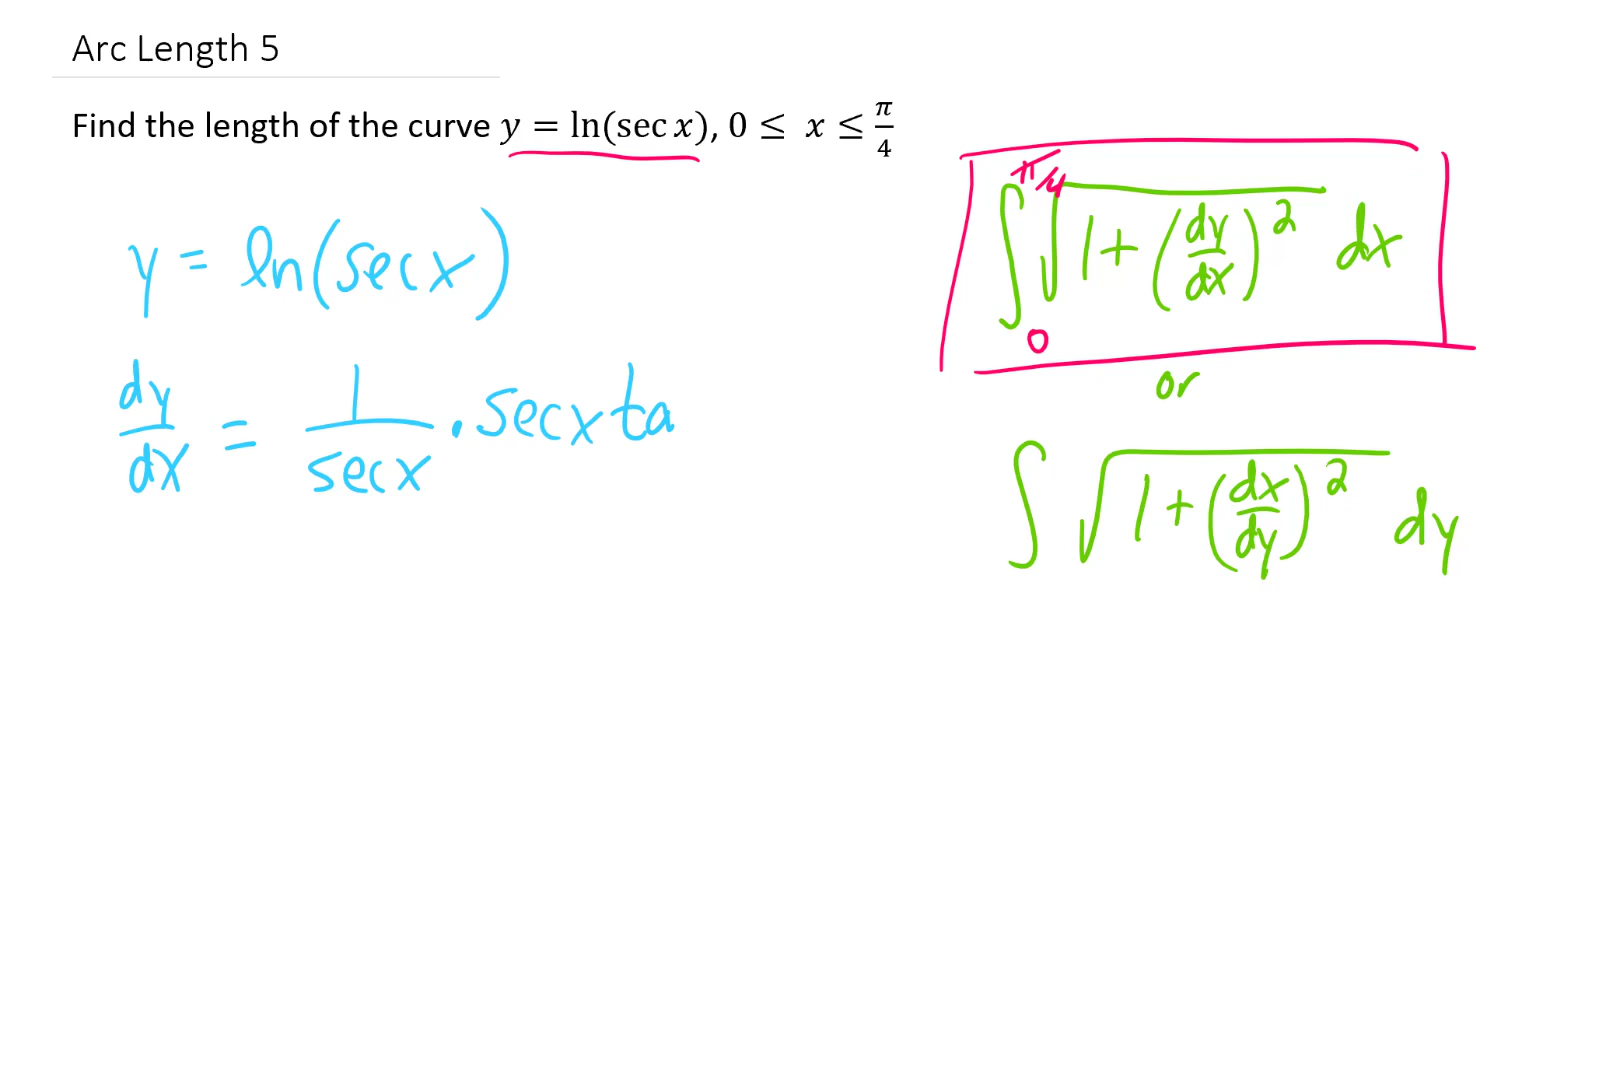 Arc Length 5
Find the length of the curve y = ln(sec x), 0 ≤ x ≤ π/4
y = ln(secx)
dy/dx = 1/secx · secx ta
∫_0^{π/4} √(1+(dy/dx)^2) dx
or
∫ √(1+(dx/dy)^2) dy